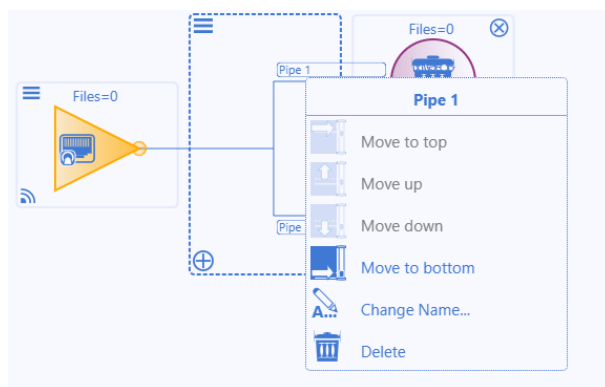 Files=0
Pipe 1
Files=0
Pipe 1
Move to top
Move up
Move down
Pipe
Move to bottom
A...
Change Name...
Delete